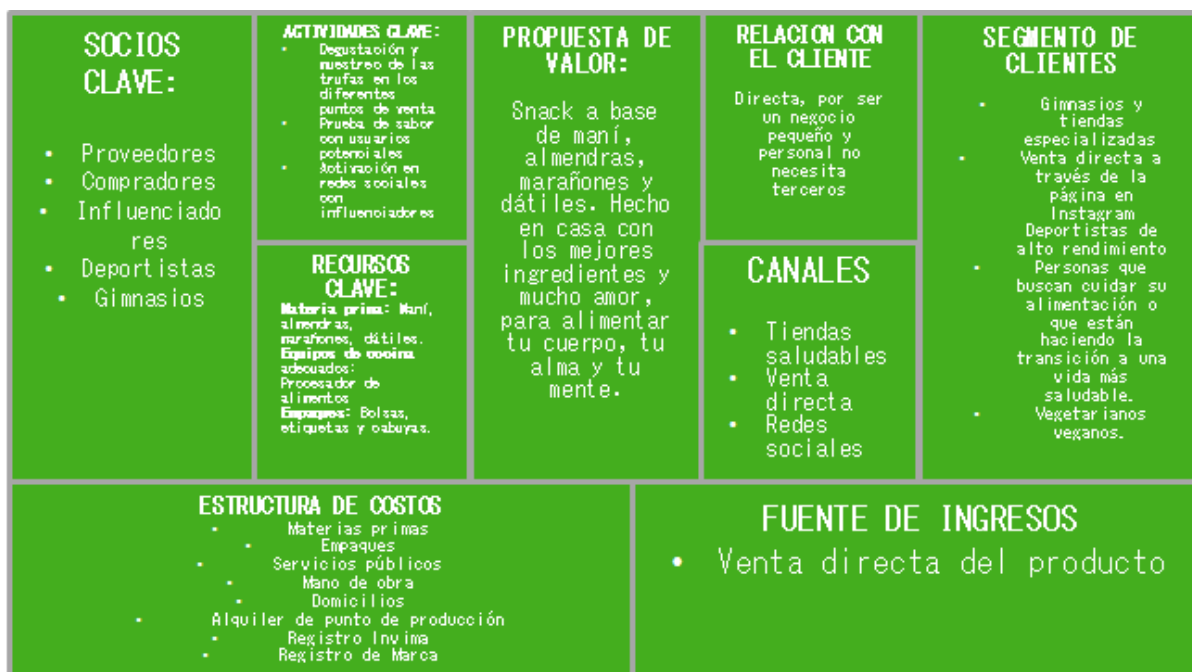 SOCIOS
CLAVE:
• Proveedores
• Compradores
• Influenciado
res
• Deportistas
• Gimnasios
ACTIVIDADES CLAVE:
• Degustación y
muestreo de las
trufas en los
diferentes
puntos de venta
• Prueba de sabor
con usuarios
potenciales
• Activación en
redes sociales
con
influenciadores
RECURSOS
CLAVE:
Materia prima: Maní,
almendras,
marañones, dátiles.
Equipos de cocina
adecuados:
Procesador de
alimentos
Empaques: Bolsas,
etiquetas y cabuyas.
PROPUESTA DE
VALOR:
Snack a base
de maní,
almendras,
marañones y
dátiles. Hecho
en casa con
los mejores
ingredientes y
mucho amor,
para alimentar
tu cuerpo, tu
alma y tu
mente.
RELACION CON
EL CLIENTE
Directa, por ser
un negocio
pequeño y
personal no
necesita
terceros
CANALES
• Tiendas
saludables
• Venta
directa
• Redes
sociales
SEGMENTO DE
CLIENTES
• Gimnasios y
tiendas
especializadas
• Venta directa a
través de la
página en
Instagram
Deportistas de
alto rendimiento
• Personas que
buscan cuidar su
alimentación o
que están
haciendo la
transición a una
vida más
saludable.
• Vegetarianos
veganos.
ESTRUCTURA DE COSTOS
• Materias primas
• Empaques
• Servicios públicos
• Mano de obra
• Domicilios
• Alquiler de punto de producción
• Registro Invima
• Registro de Marca
FUENTE DE INGRESOS
• Venta directa del producto